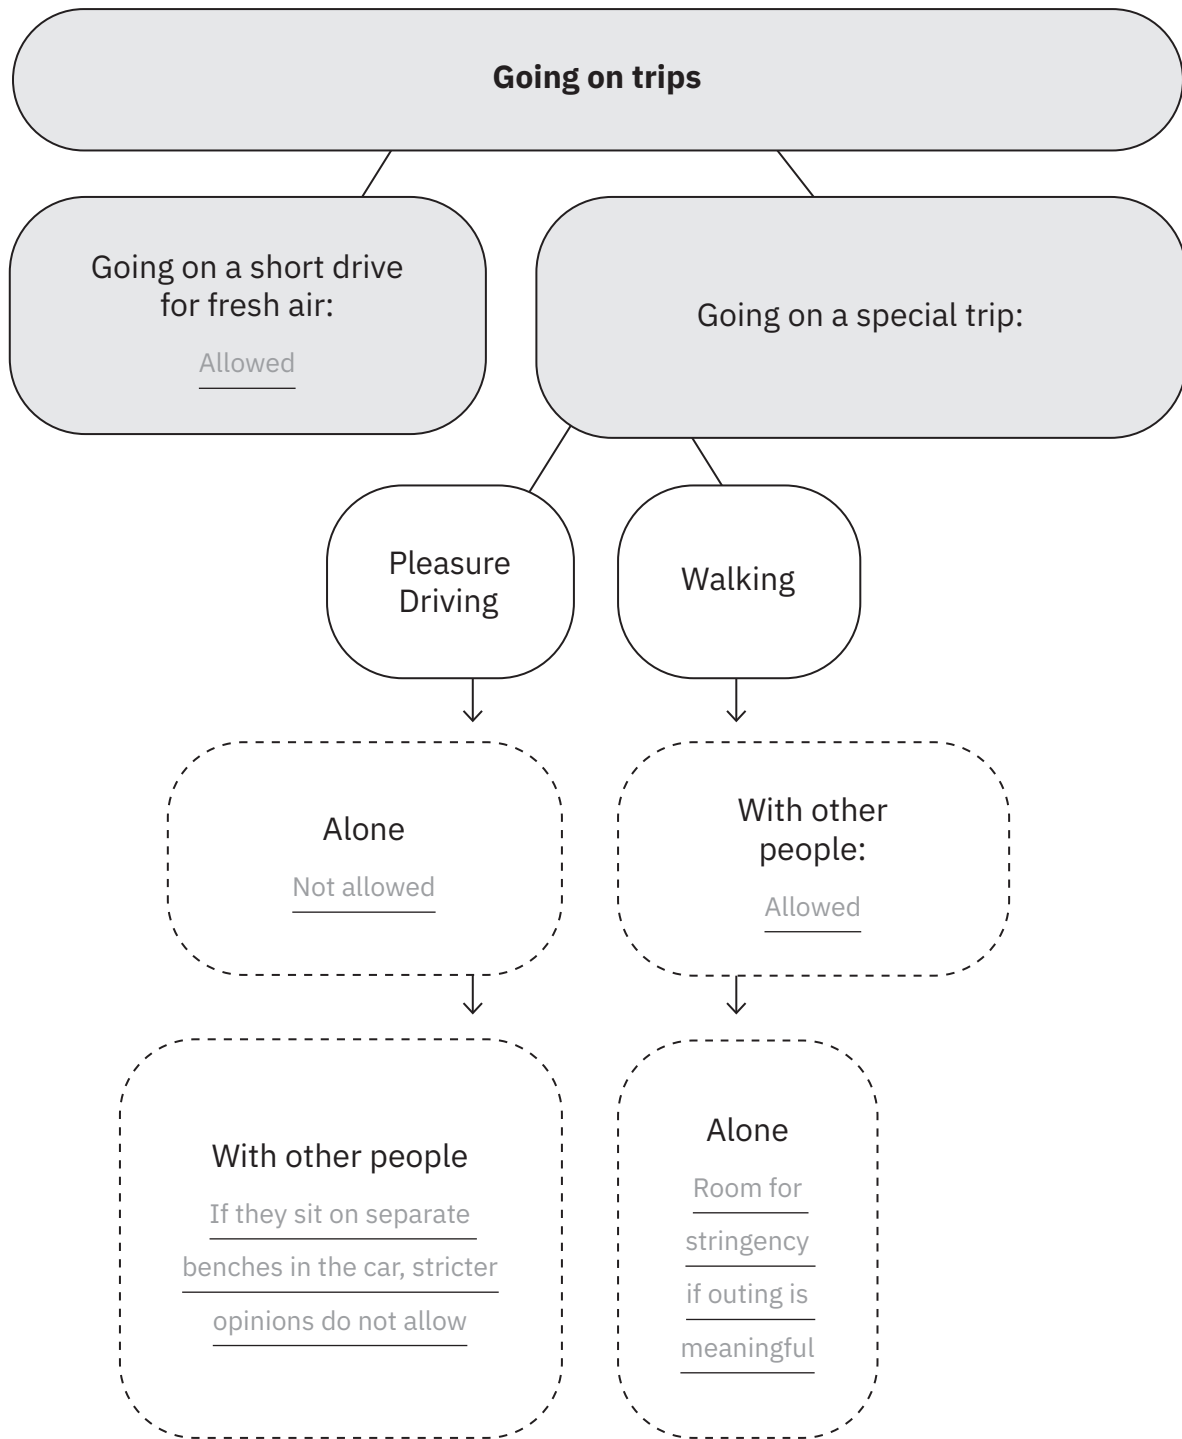 Going on trips
Going on a short drive
for fresh air:
Allowed
Going on a special trip:
Pleasure
Driving
Walking
Alone
Not allowed
With other
people:
Allowed
With other people
If they sit on separate
benches in the car, stricter
opinions do not allow
Alone
Room for
stringency
if outing is
meaningful